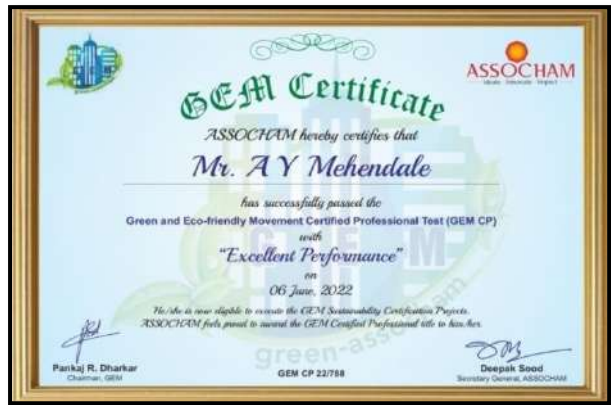 ASSOCHAM
GEM Certificate
ASSOCHAM hereby certifies that
Mr. A Y Mehendale
has successfully passed the
Green and Eco-friendly Movement Certified Professional Test (GEM CP)
with
"Excellent Performance"
on
06 June, 2022
He/she is now eligible to execute the GEM Sustainability Certification Projects.
ASSOCHAM feels proud to award the GEM Certified Professional title to him/her.
green-assocham
Pankaj R. Dharkar
Chairman, GEM
GEM CP 22/788
Deepak Sood
Secretary General, ASSOCHAM